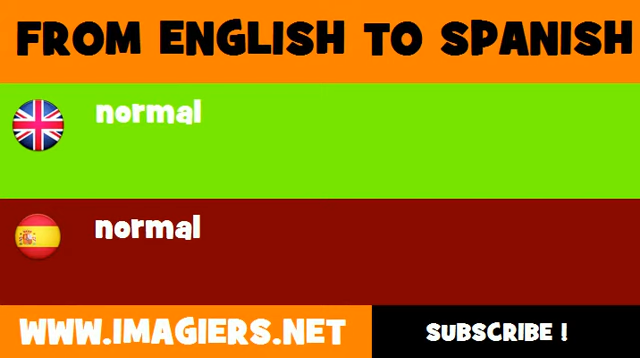 FROM ENGLISH TO SPANISH
normal
normal
WWW.IMAGIERS.NET
SUBSCRIBE !